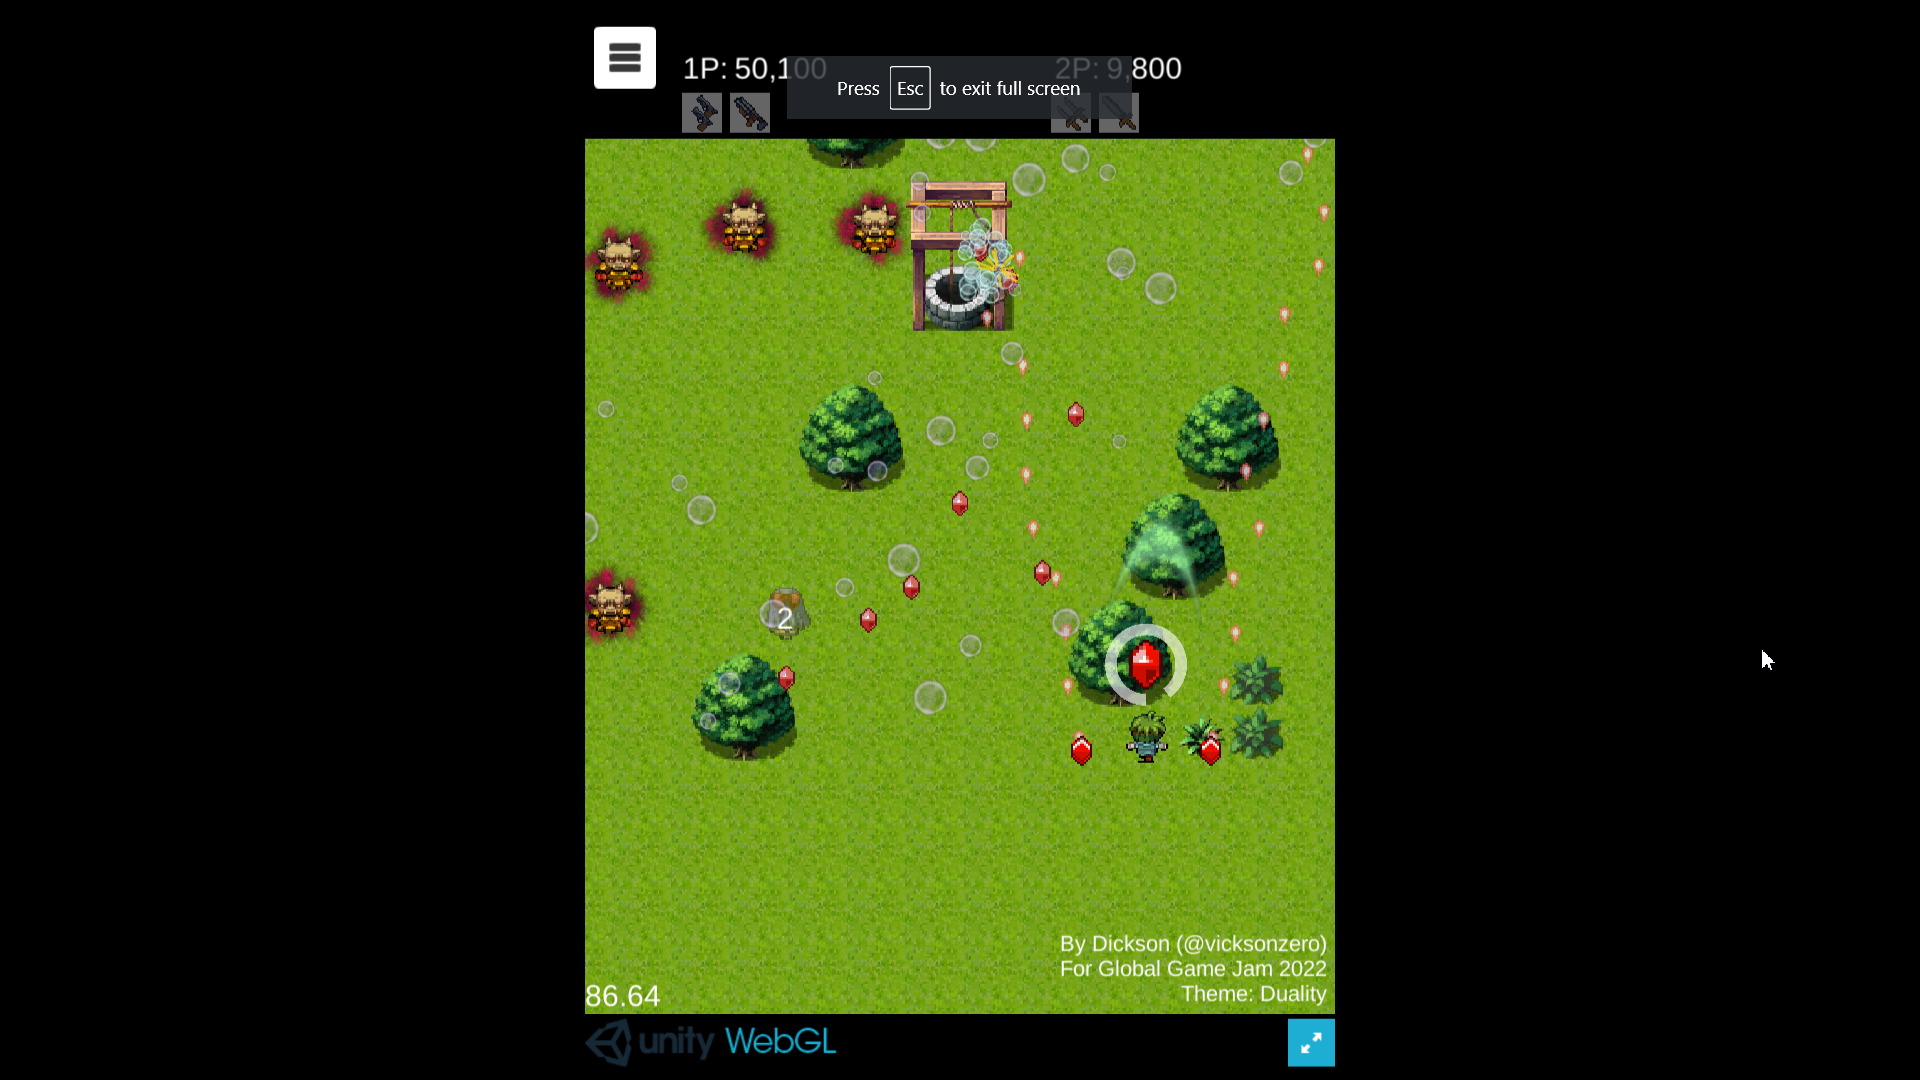 1P: 50,100
2P: 9,800
Press Esc to exit full screen
2
By Dickson (@vicksonzero)
For Global Game Jam 2022
Theme: Duality
86.64
unity WebGL